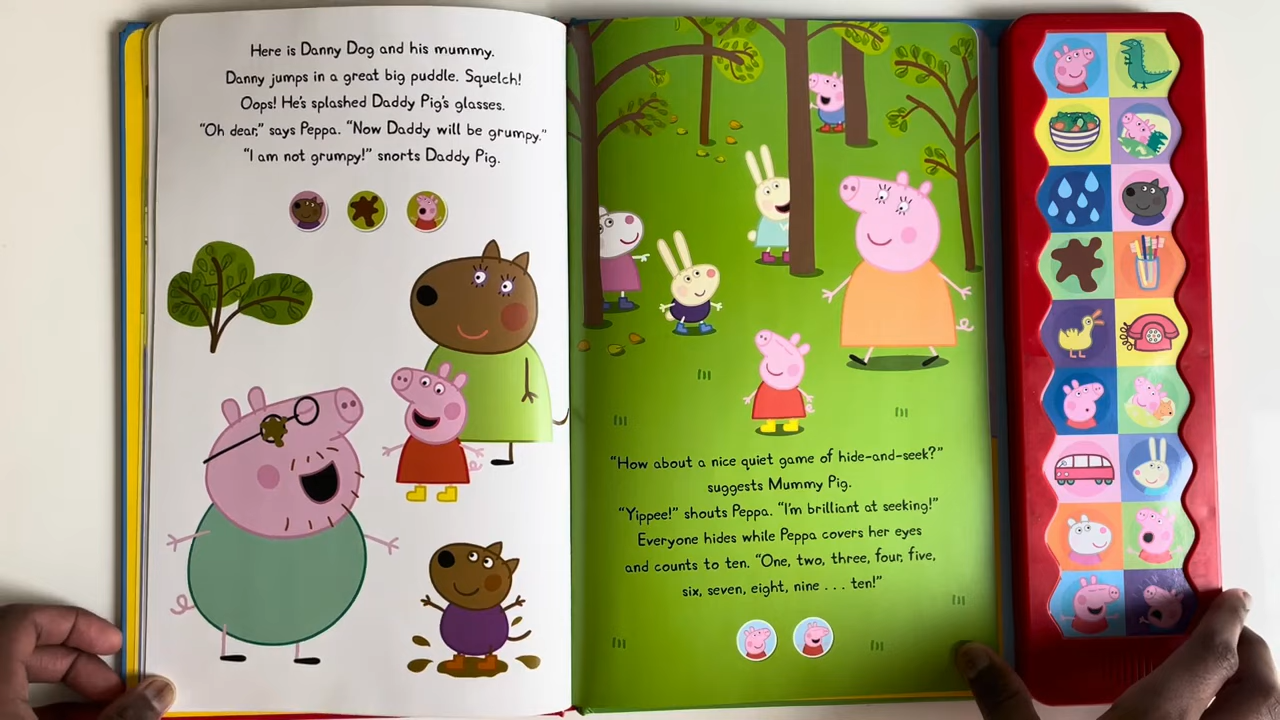 Here is Danny Dog and his mummy.
Danny jumps in a great big puddle. Squelch!
Oops! He's splashed Daddy Pig's glasses.
“Oh dear,” says Peppa. “Now Daddy will be grumpy.”
“I am not grumpy!” snorts Daddy Pig.
“How about a nice quiet game of hide-and-seek?”
suggests Mummy Pig.
“Yippee!” shouts Peppa. “I'm brilliant at seeking!”
Everyone hides while Peppa covers her eyes
and counts to ten. “One, two, three, four, five,
six, seven, eight, nine . . . ten!”